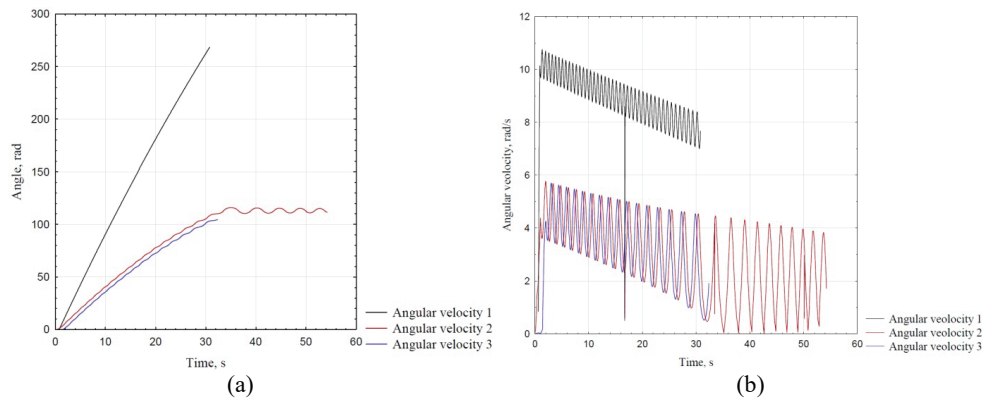 300
250
200
150
100
50
0
Angle, rad
0 10 20 30 40 50 60
Time, s
Angular velocity 1
Angular velocity 2
Angular velocity 3
(a)
12
10
8
6
4
2
0
Angular veolocity, rad/s
0 10 20 30 40 50 60
Time, s
Angular veolocity 1
Angular veolocity 2
Angular veolocity 3
(b)